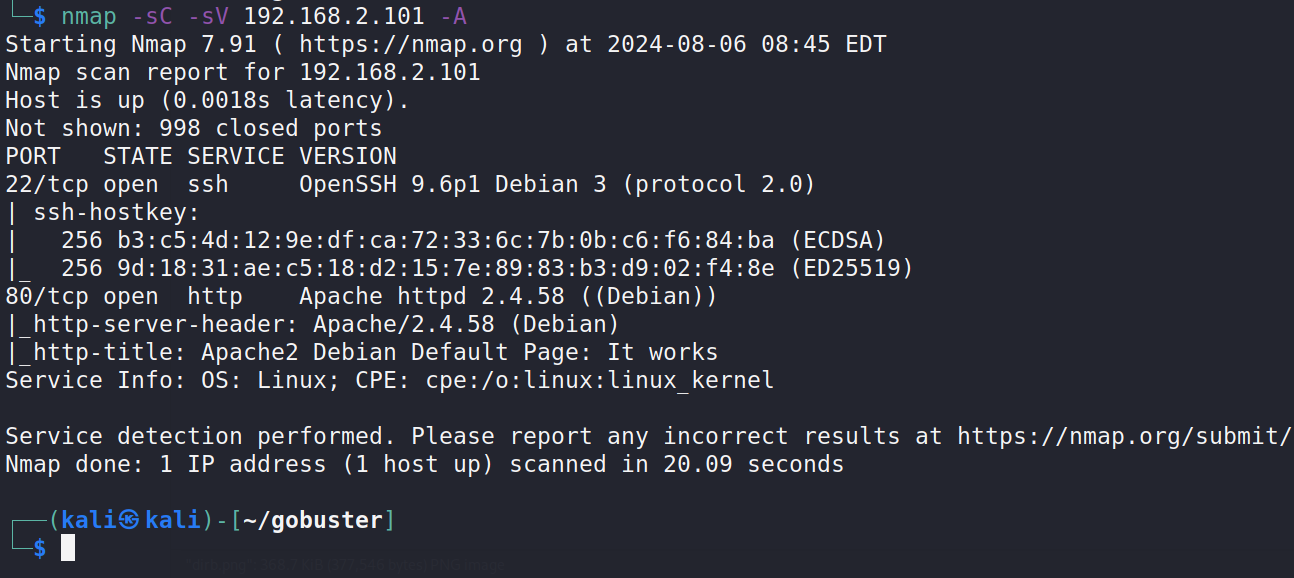 └─$ nmap -sC -sV 192.168.2.101 -A
Starting Nmap 7.91 ( https://nmap.org ) at 2024-08-06 08:45 EDT
Nmap scan report for 192.168.2.101
Host is up (0.0018s latency).
Not shown: 998 closed ports
PORT   STATE SERVICE VERSION
22/tcp open  ssh     OpenSSH 9.6p1 Debian 3 (protocol 2.0)
| ssh-hostkey:
|   256 b3:c5:4d:12:9e:df:ca:72:33:6c:7b:0b:c6:f6:84:ba (ECDSA)
|_  256 9d:18:31:ae:c5:18:d2:15:7e:89:83:b3:d9:02:f4:8e (ED25519)
80/tcp open  http    Apache httpd 2.4.58 ((Debian))
|_http-server-header: Apache/2.4.58 (Debian)
|_http-title: Apache2 Debian Default Page: It works
Service Info: OS: Linux; CPE: cpe:/o:linux:linux_kernel

Service detection performed. Please report any incorrect results at https://nmap.org/submit/
Nmap done: 1 IP address (1 host up) scanned in 20.09 seconds

┌──(kali㉿kali)-[~/gobuster]
└─$